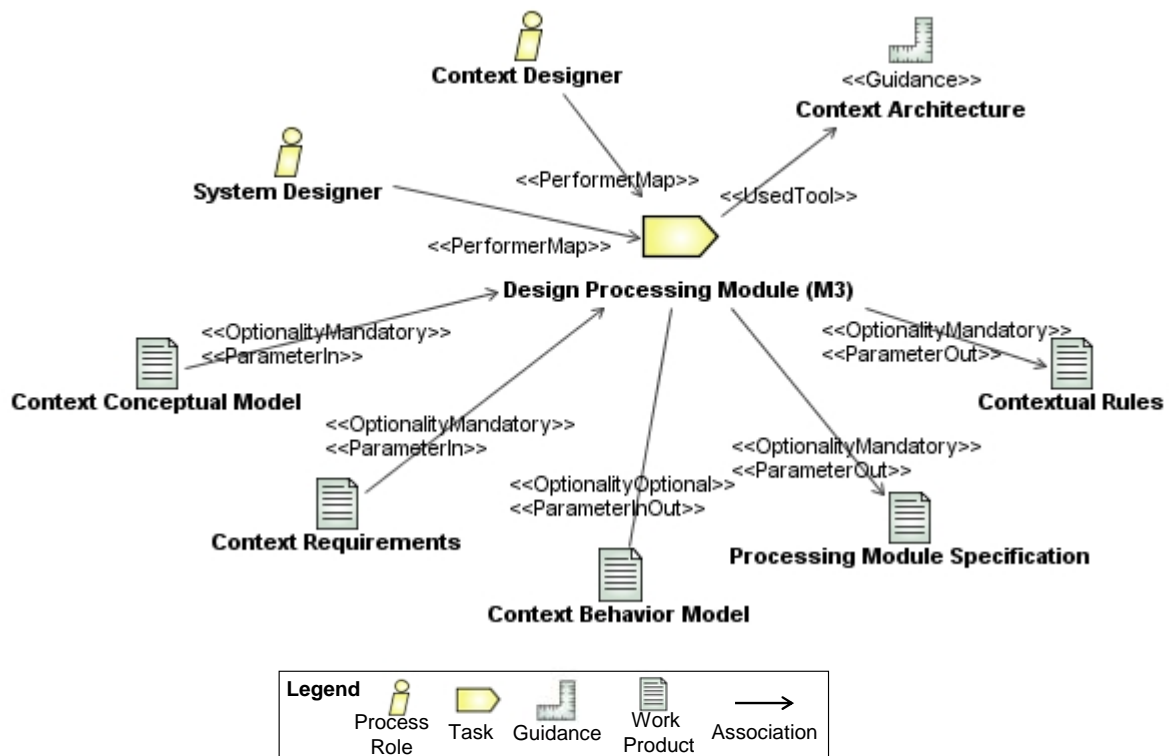 Context Designer
<<Guidance>>
Context Architecture
System Designer
<<PerformerMap>>
<<UsedTool>>
<<PerformerMap>>
Design Processing Module (M3)
<<OptionalityMandatory>>
<<ParameterIn>>
Context Conceptual Model
<<OptionalityMandatory>>
<<ParameterOut>>
Contextual Rules
<<OptionalityMandatory>>
<<ParameterIn>>
Context Requirements
<<OptionalityOptional>>
<<ParameterInOut>>
Context Behavior Model
<<OptionalityMandatory>>
<<ParameterOut>>
Processing Module Specification
Legend
Process
Role
Task
Guidance
Work
Product
Association